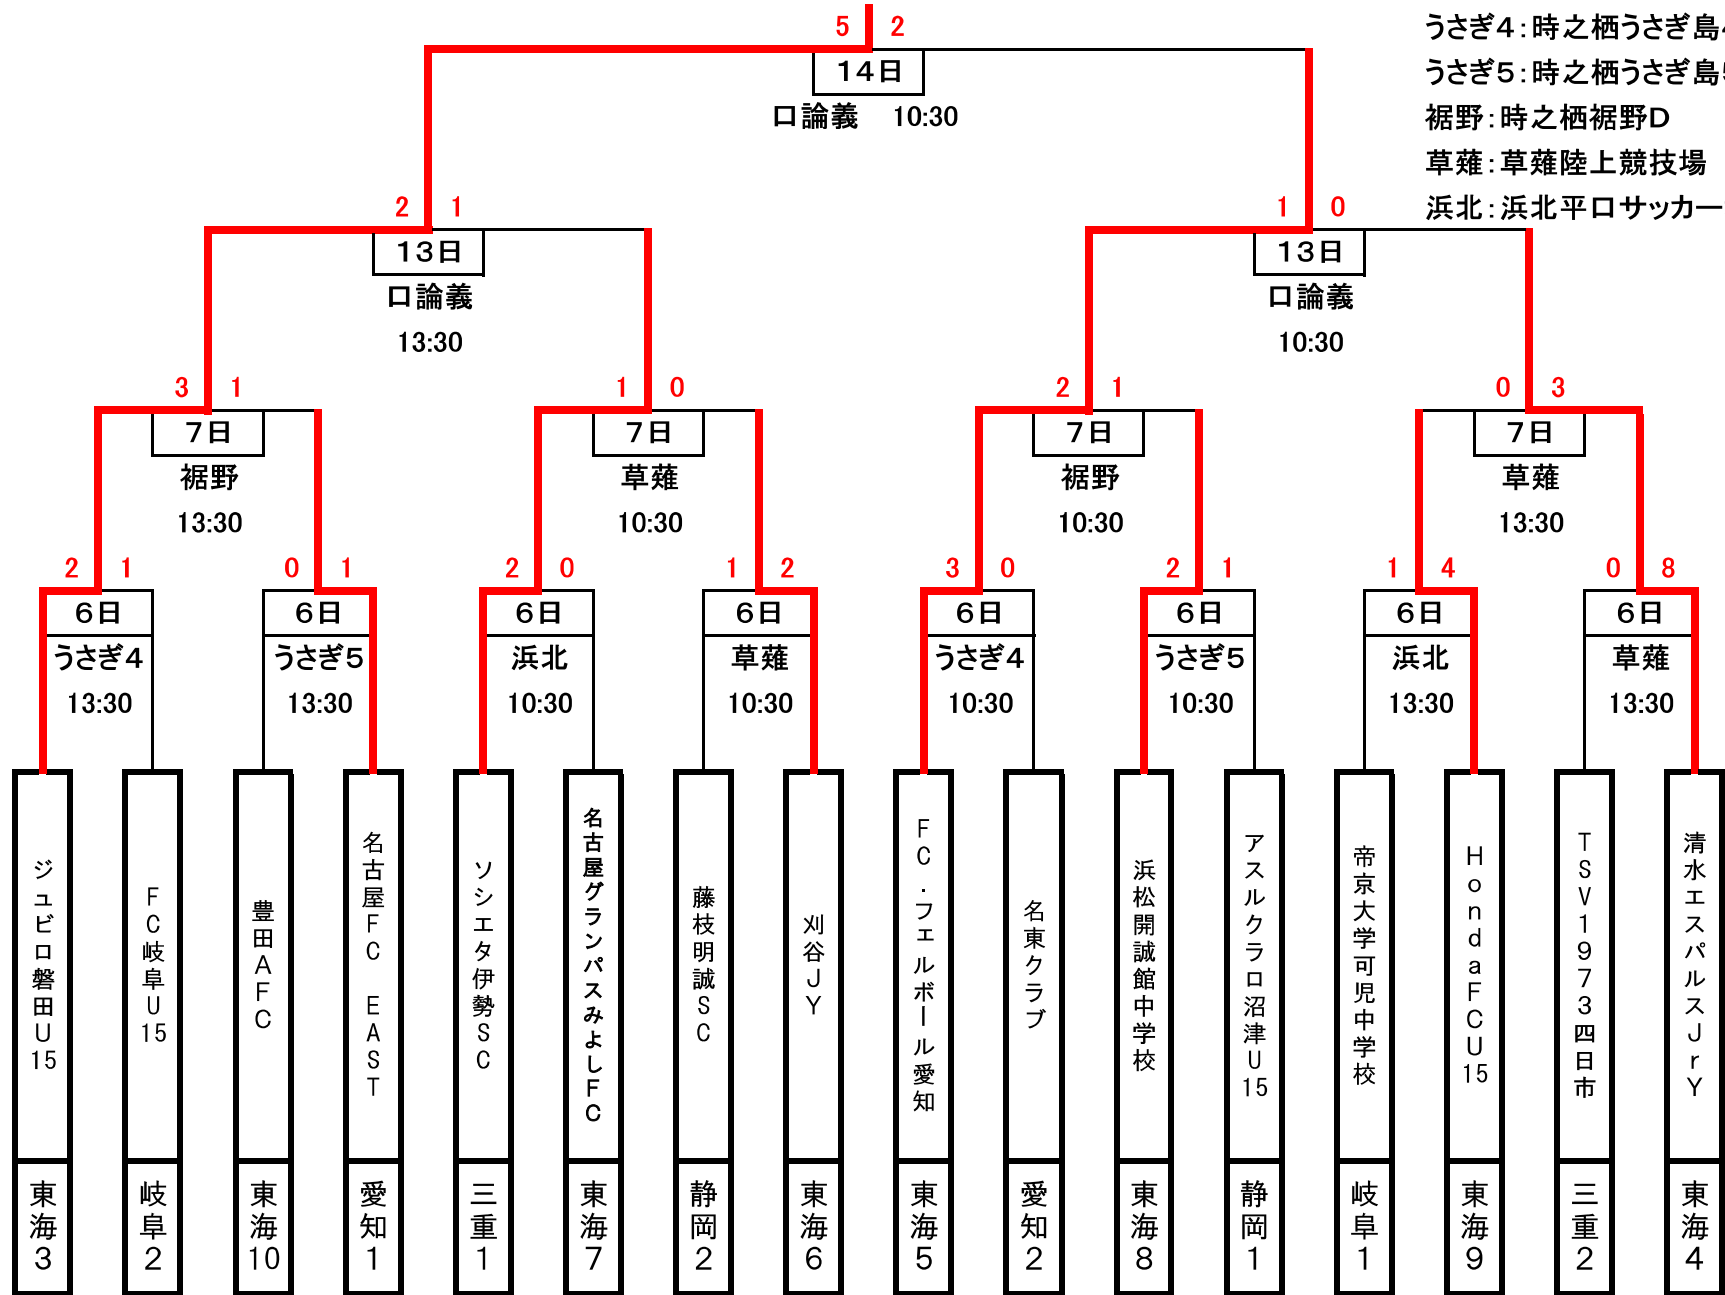 5 2
14日
口論義 10:30
うさぎ4：時之栖うさぎ島
うさぎ5：時之栖うさぎ島
裾野：時之栖裾野D
草薙：草薙陸上競技場
浜北：浜北平口サッカー
2 1
1 0
13日
13日
口論義
口論義
13:30
10:30
3 1
1 0
2 1
0 3
7日
7日
7日
7日
裾野
草薙
裾野
草薙
13:30
10:30
10:30
13:30
2 1
0 1
2 0
1 2
3 0
2 1
1 4
0 8
6日
6日
6日
6日
6日
6日
6日
6日
うさぎ4
うさぎ5
浜北
草薙
うさぎ4
うさぎ5
浜北
草薙
13:30
13:30
10:30
10:30
10:30
10:30
13:30
13:30
ジュビロ磐田U15
FC岐阜U15
豊田AFC
名古屋FC EAST
ソシエタ伊勢SC
名古屋グランパスみよしFC
藤枝明誠SC
刈谷JY
FC．フェルボール愛知
名東クラブ
浜松開誠館中学校
アスルクラロ沼津U15
帝京大学可児中学校
HondaFCU15
TSV1973四日市
清水エスパルスJrY
東海3
岐阜2
東海10
愛知1
三重1
東海7
静岡2
東海6
東海5
愛知2
東海8
静岡1
岐阜1
東海9
三重2
東海4